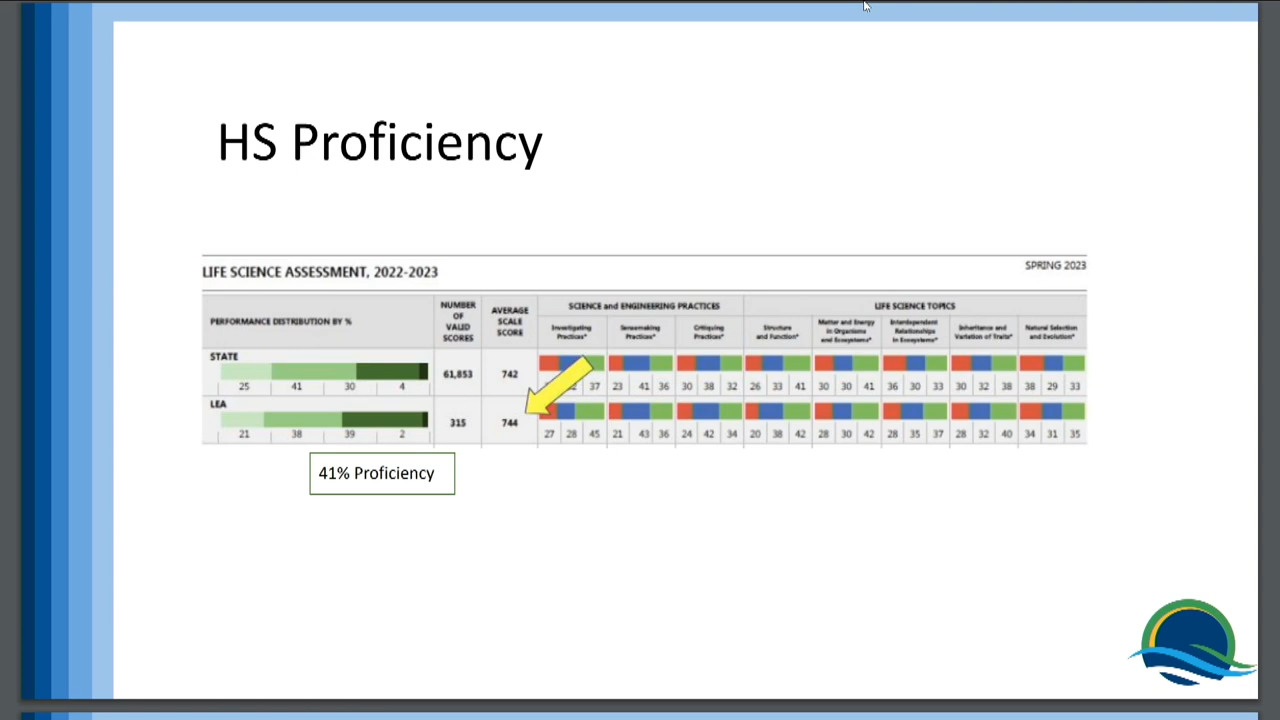 HS Proficiency
LIFE SCIENCE ASSESSMENT, 2022-2023
SPRING 2023
PERFORMANCE DISTRIBUTION BY %
NUMBER OF VALID SCORES
AVERAGE SCALE SCORE
SCIENCE and ENGINEERING PRACTICES
LIFE SCIENCE TOPICS
Investigating Practices*
Sensemaking Practices*
Critiquing Practices*
Structure and Function*
Matter and Energy in Organisms and Ecosystems*
Interdependent Relationships in Ecosystems*
Inheritance and Variation of Traits*
Natural Selection and Evolution*
STATE
25 41 30 4 61,853 742 37 23 41 36 30 38 32 26 33 41 30 30 41 36 30 33 30 32 38 38 29 33
LEA
21 38 39 2 315 744 27 28 45 21 43 36 24 42 34 20 38 42 28 30 42 28 35 37 28 32 40 34 31 35
41% Proficiency